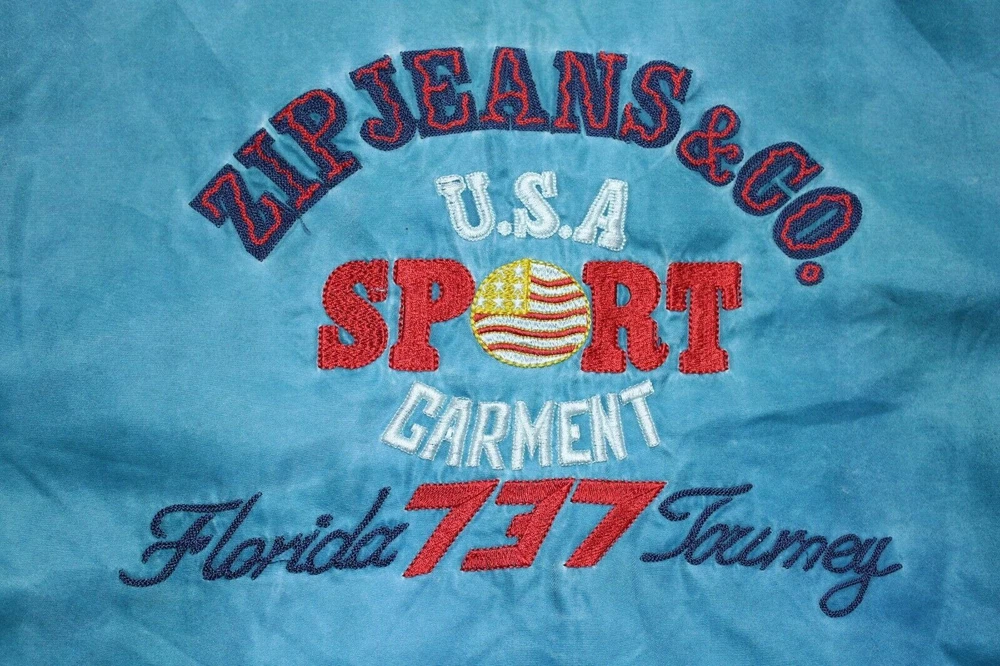 ZIP JEANS & CO.
U.S.A
SPORT
GARMENT
Florida 737 Tourney